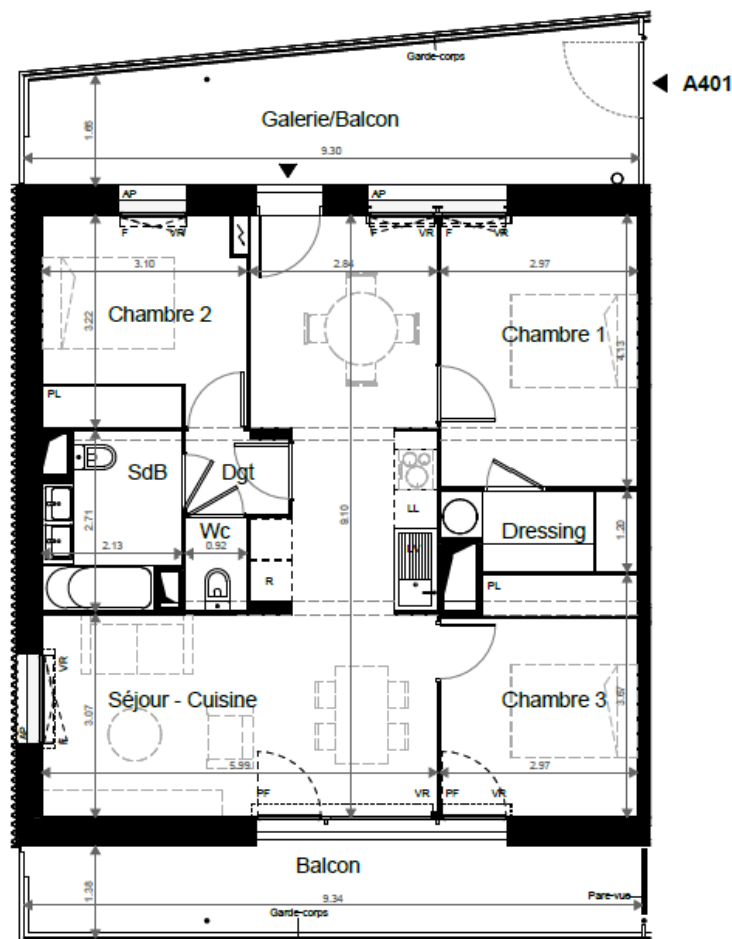 Garde-corps
A401
1.66
Galerie/Balcon
9.30
AP
AP
F VR
F VR
F VR
3.10
2.84
2.97
3.22
Chambre 2
Chambre 1
4.13
PL
SdB
Dgt
2.71
9.10
LL
Wc
Dressing
1.20
2.13
0.92
LV
R
PL
VR
Séjour - Cuisine
Chambre 3
3.07
3.67
AP
5.99
2.97
PF VR
PF VR
Balcon
1.38
9.34
Pare-vue
Garde-corps